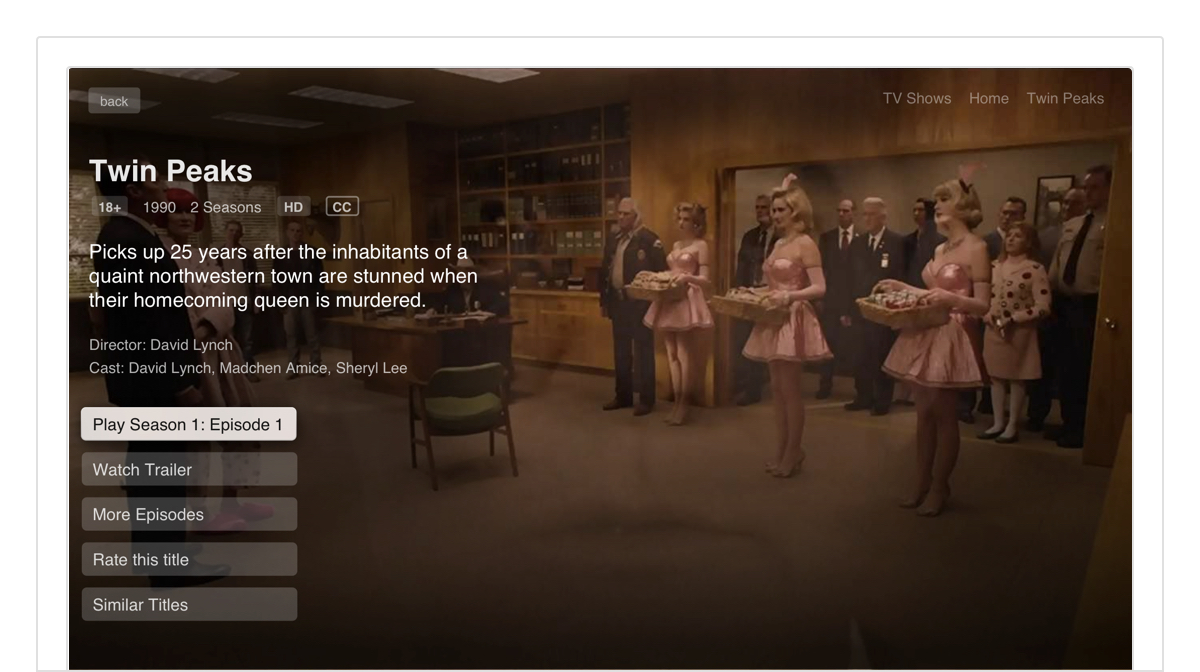 back
TV Shows Home Twin Peaks
Twin Peaks
18+ 1990 2 Seasons HD CC
Picks up 25 years after the inhabitants of a
quaint northwestern town are stunned when
their homecoming queen is murdered.
Director: David Lynch
Cast: David Lynch, Madchen Amice, Sheryl Lee
Play Season 1: Episode 1
Watch Trailer
More Episodes
Rate this title
Similar Titles